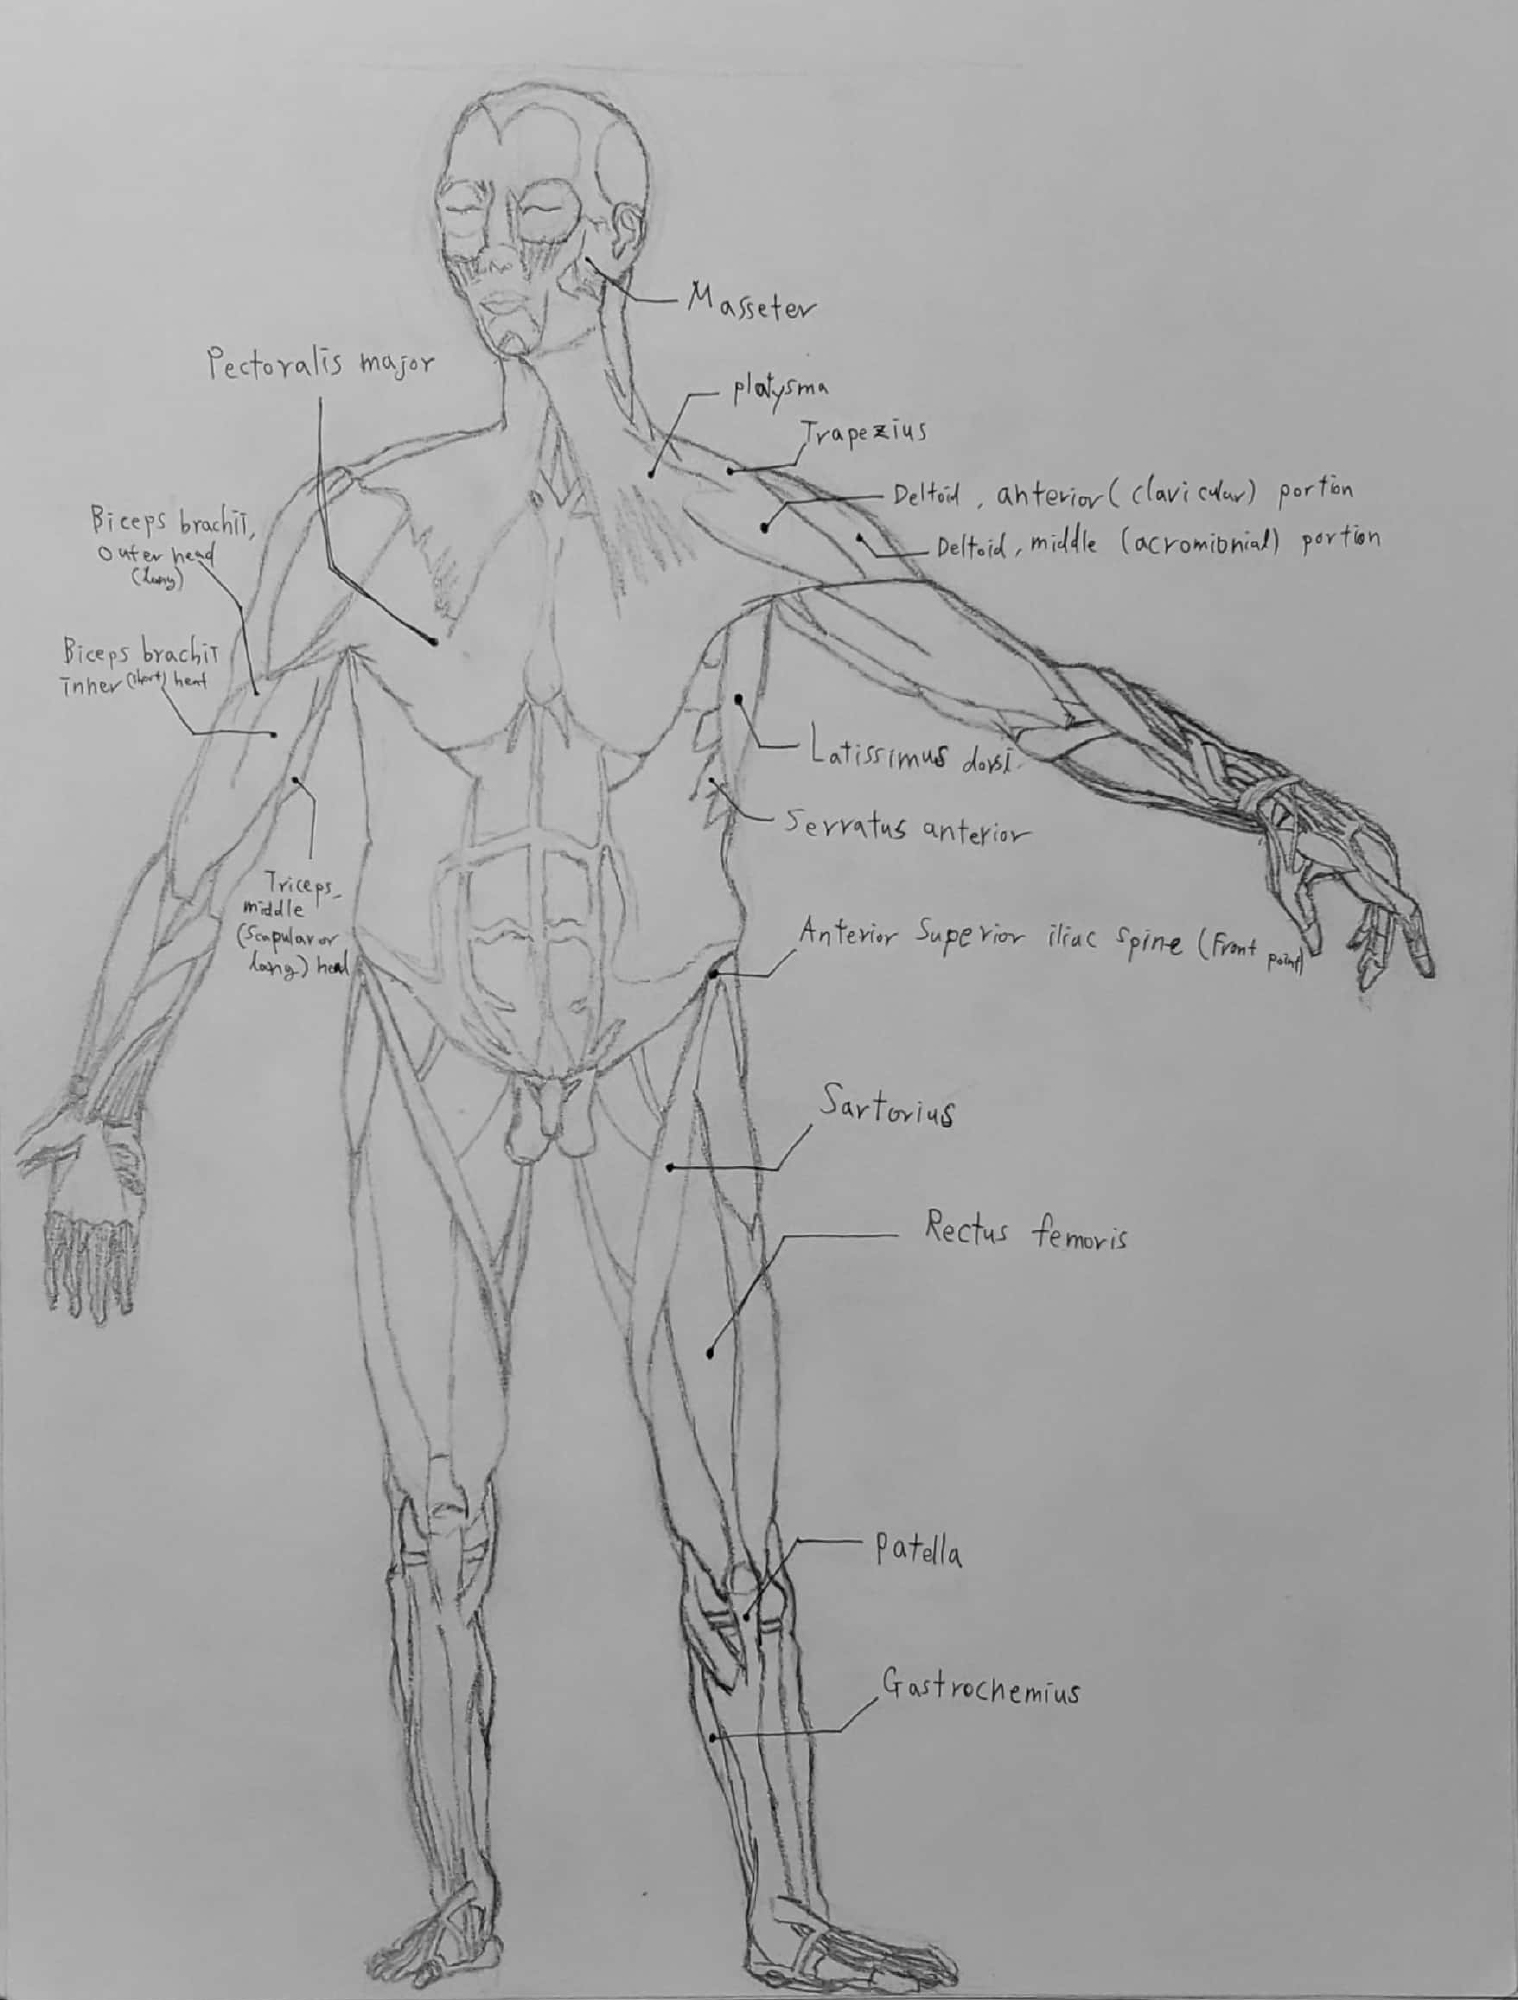 Masseter
Pectoralis major
platysma
Trapezius
Deltoid, anterior (clavicular) portion
Deltoid, middle (acromibnial) portion
Biceps brachii,
Outer head
(long)
Biceps brachii
inner (short) head
Latissimus dorsi
Serratus anterior
Triceps,
middle
(Scapular or
long) head
Anterior Superior iliac spine (Front point)
Sartorius
Rectus femoris
patella
Gastrochemius